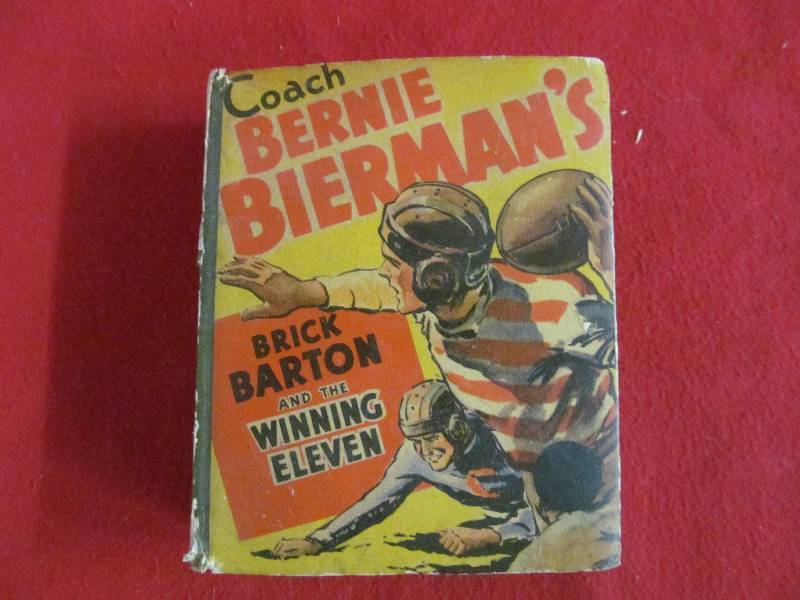 Coach
BERNIE
BIERMAN'S
BRICK
BARTON
AND THE
WINNING
ELEVEN